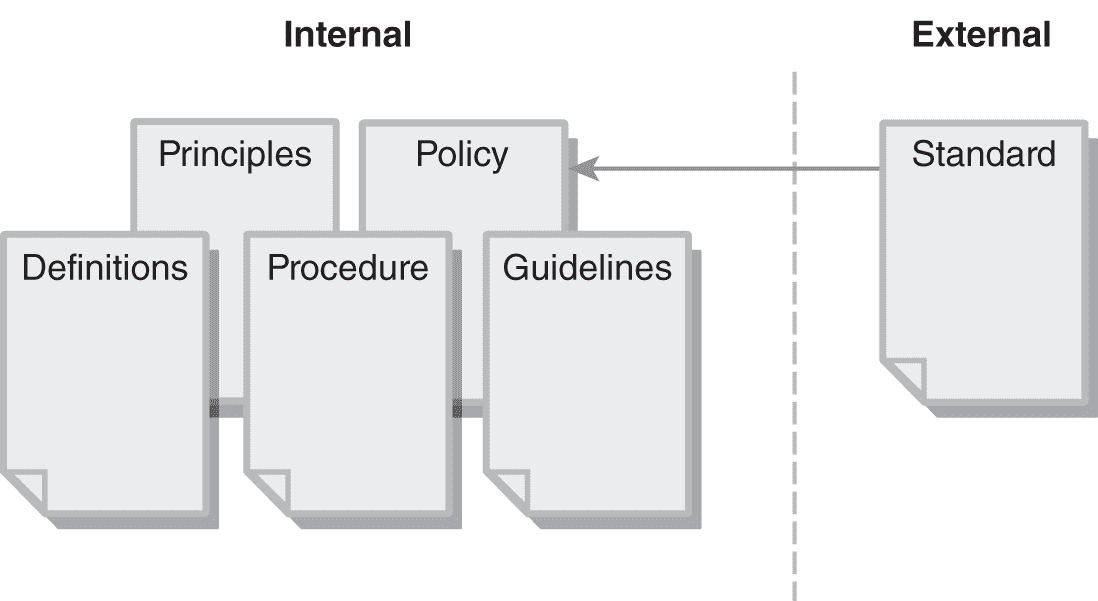 Internal
External
Principles
Policy
Standard
Definitions
Procedure
Guidelines